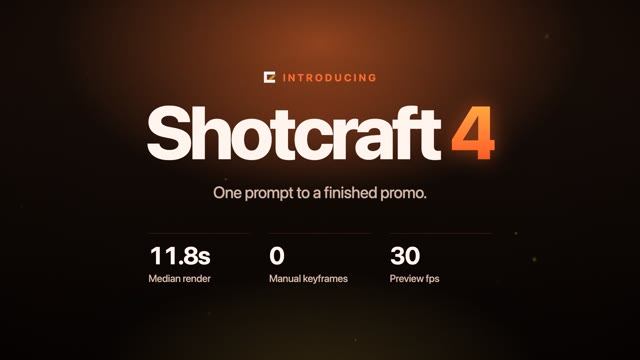 INTRODUCING
Shotcraft 4
One prompt to a finished promo.
11.8s 0 30
Median render Manual keyframes Preview fps